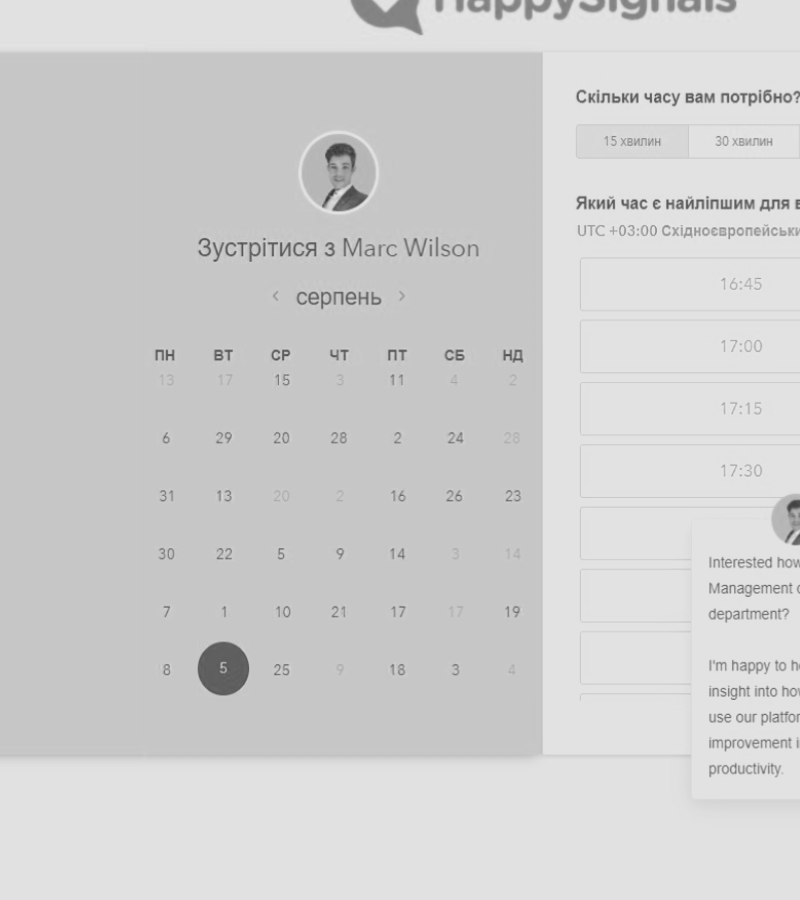 HappySignals
Зустрітися з Marc Wilson
‹ серпень ›
ПН ВТ СР ЧТ ПТ СБ НД
13 17 15 3 11 4 2
6 29 20 28 2 24 28
31 13 20 2 16 26 23
30 22 5 9 14 3 14
7 1 10 21 17 17 19
8 5 25 9 18 3 4
Скільки часу вам потрібно?
15 хвилин 30 хвилин
Який час є найліпшим для в
UTC +03:00 Східноєвропейськи
16:45
17:00
17:15
17:30
Interested how
Management
department?
I'm happy to h
insight into how
use our platfor
improvement i
productivity.